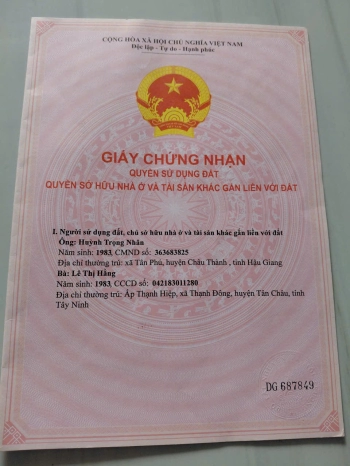 CỘNG HÒA XÃ HỘI CHỦ NGHĨA VIỆT NAM
Độc lập - Tự do - Hạnh phúc
GIẤY CHỨNG NHẬN
QUYỀN SỬ DỤNG ĐẤT
QUYỀN SỞ HỮU NHÀ Ở VÀ TÀI SẢN KHÁC GẮN LIỀN VỚI ĐẤT
I. Người sử dụng đất, chủ sở hữu nhà ở và tài sản khác gắn liền với đất
Ông: Huỳnh Trọng Nhân
Năm sinh: 1983, CMND số: 363683825
Địa chỉ thường trú: xã Tân Phú, huyện Châu Thành , tỉnh Hậu Giang
Bà: Lê Thị Hằng
Năm sinh: 1983, CCCD số: 042183011280
Địa chỉ thường trú: Ấp Thạnh Hiệp, xã Thạnh Đông, huyện Tân Châu, tỉnh
Tây Ninh
DG 687849